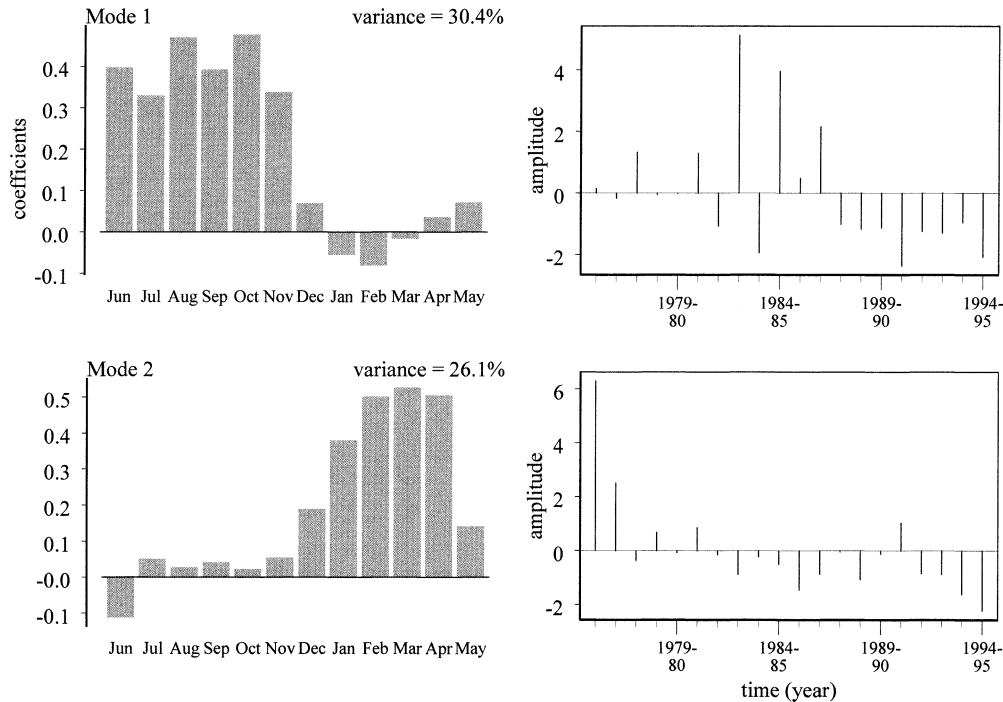 Mode 1 variance = 30.4%
coefficients
0.4
0.3
0.2
0.1
0.0
-0.1
Jun Jul Aug Sep Oct Nov Dec Jan Feb Mar Apr May
amplitude
4
2
0
-2
1979-80 1984-85 1989-90 1994-95
Mode 2 variance = 26.1%
0.5
0.4
0.3
0.2
0.1
-0.0
-0.1
Jun Jul Aug Sep Oct Nov Dec Jan Feb Mar Apr May
amplitude
6
4
2
0
-2
1979-80 1984-85 1989-90 1994-95
time (year)